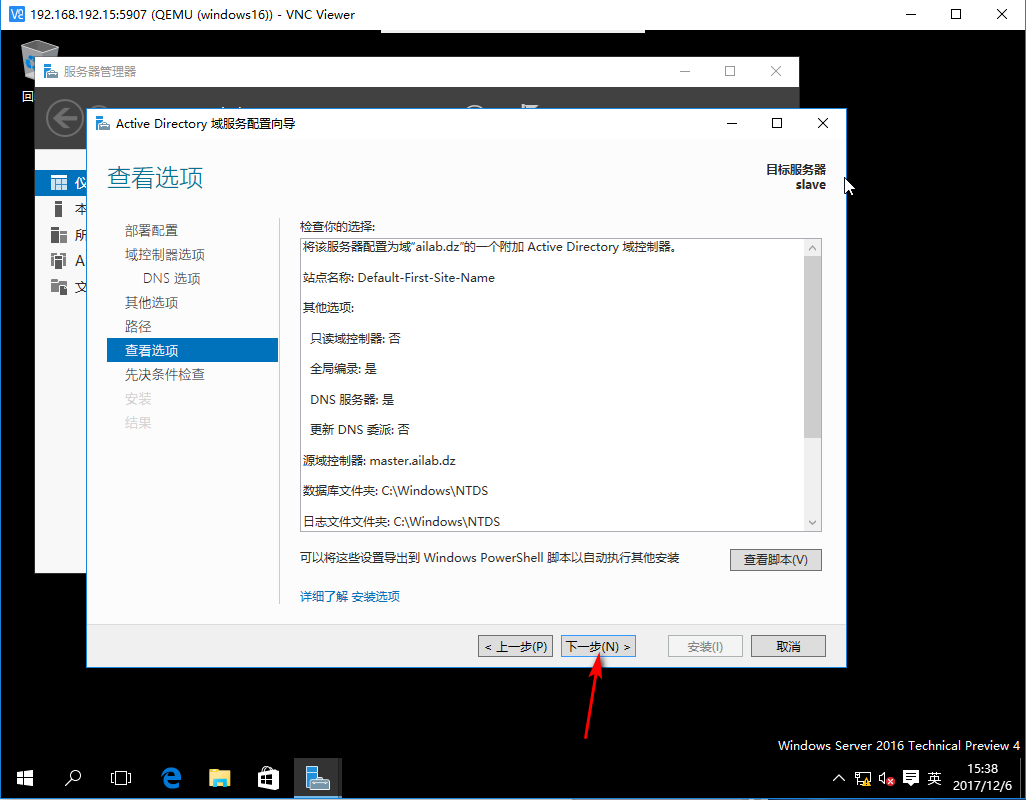 192.168.192.15:5907 (QEMU (windows16)) - VNC Viewer
回
服务器管理器
Active Directory 域服务配置向导
查看选项
目标服务器
slave
仪
本
所
A
文
部署配置
域控制器选项
DNS 选项
其他选项
路径
查看选项
先决条件检查
安装
结果
检查你的选择:
将该服务器配置为域"ailab.dz"的一个附加 Active Directory 域控制器。
站点名称: Default-First-Site-Name
其他选项:
只读域控制器: 否
全局编录: 是
DNS 服务器: 是
更新 DNS 委派: 否
源域控制器: master.ailab.dz
数据库文件夹: C:\Windows\NTDS
日志文件文件夹: C:\Windows\NTDS
可以将这些设置导出到 Windows PowerShell 脚本以自动执行其他安装
查看脚本(V)
详细了解 安装选项
< 上一步(P)
下一步(N) >
安装(I)
取消
Windows Server 2016 Technical Preview 4
英
15:38
2017/12/6